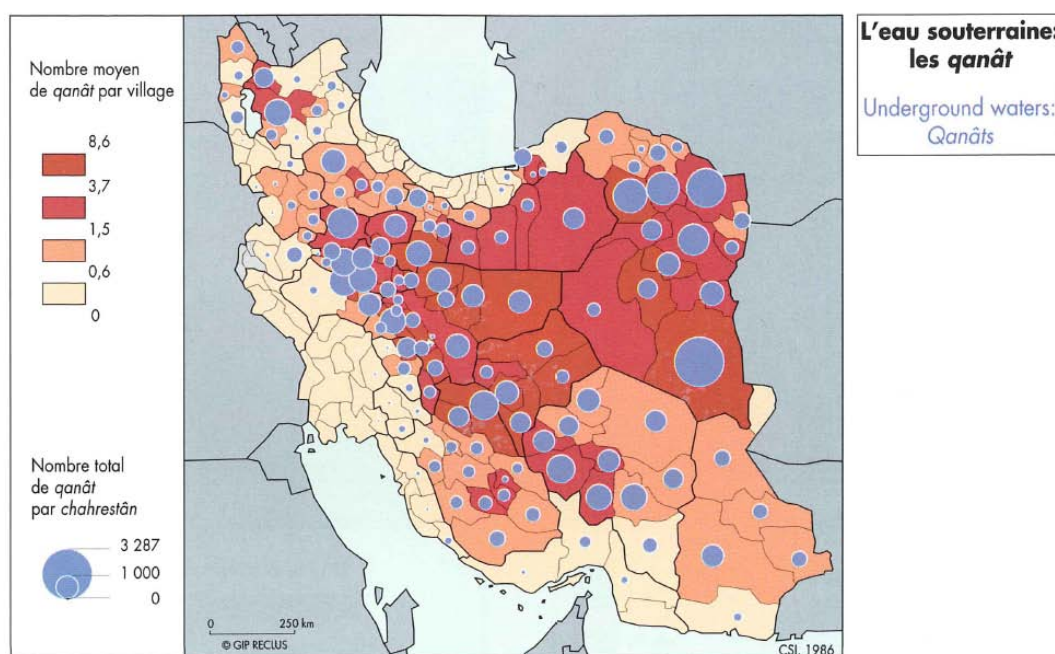 Nombre moyen
de qanât par village
8,6
3,7
1,5
0,6
0
Nombre total
de qanât
par chahrestân
3 287
1 000
0
0 250 km
© GIP RECLUS
CSI, 1986
L'eau souterraine:
les qanât
Underground waters:
Qanâts